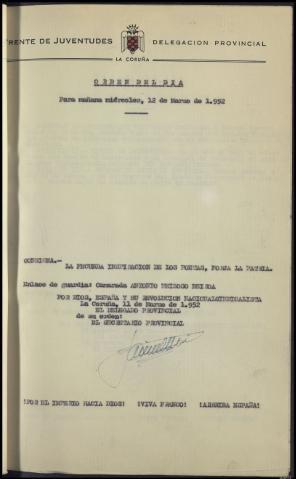 FRENTE DE JUVENTUDES DELEGACION PROVINCIAL
LA CORUÑA
ORDEN DEL DIA
Para mañana miércoles, 12 de Marzo de 1.952
CONSIGNA.-
LA FECUNDA INSPIRACION DE LOS POETAS, FORMA LA PATRIA.
Enlace de guardia: Camarada ANTONIO
POR DIOS, ESPAÑA Y SU REVOLUCION NACIONALSINDICALISTA
La Coruña, 11 de Marzo de 1.952
EL DELEGADO PROVINCIAL
de su orden:
EL SECRETARIO PROVINCIAL
¡POR EL IMPERIO HACIA DIOS! ¡VIVA FRANCO! ¡ARRIBA ESPAÑA!